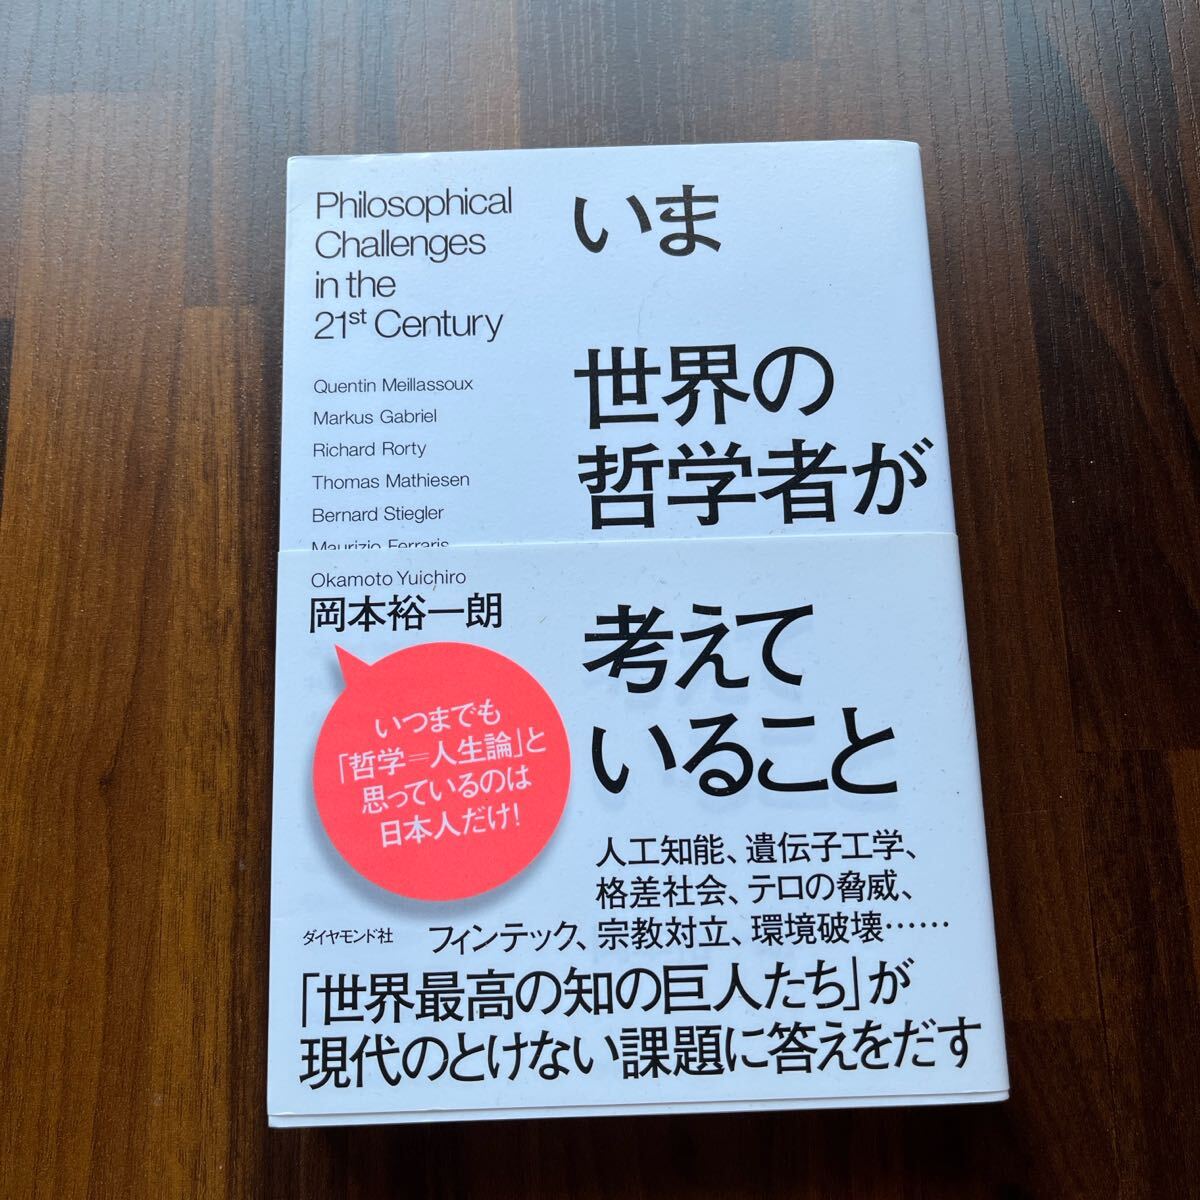 Philosophical
Challenges
in the
21st Century
いま
世界の
哲学者が
考えて
いること
Quentin Meillassoux
Markus Gabriel
Richard Rorty
Thomas Mathiesen
Bernard Stiegler
Maurizio Ferraris
Okamoto Yuichiro
岡本裕一朗
いつまでも
「哲学=人生論」と
思っているのは
日本人だけ!
人工知能、遺伝子工学、
格差社会、テロの脅威、
フィンテック、宗教対立、環境破壊……
ダイヤモンド社
「世界最高の知の巨人たち」が
現代のとけない課題に答えをだす